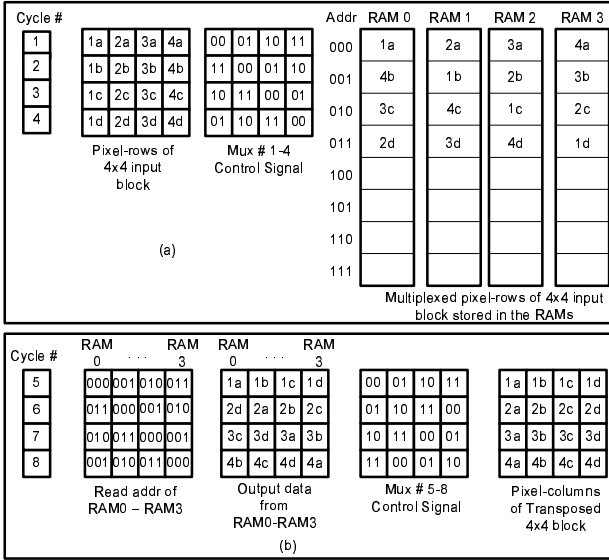 Cycle # Addr RAM 0 RAM 1 RAM 2 RAM 3
1 1a 2a 3a 4a 00 01 10 11 000 1a 2a 3a 4a
2 1b 2b 3b 4b 11 00 01 10 001 4b 1b 2b 3b
3 1c 2c 3c 4c 10 11 00 01 010 3c 4c 1c 2c
4 1d 2d 3d 4d 01 10 11 00 011 2d 3d 4d 1d
Pixel-rows of 4x4 input block
Mux # 1-4 Control Signal
100
101
110
111
(a)
Multiplexed pixel-rows of 4x4 input
block stored in the RAMs
Cycle # RAM 0 ... RAM 3 RAM 0 ... RAM 3
5 000 001 010 011 1a 1b 1c 1d 00 01 10 11 1a 1b 1c 1d
6 011 000 001 010 2d 2a 2b 2c 01 10 11 00 2a 2b 2c 2d
7 010 011 000 001 3c 3d 3a 3b 10 11 00 01 3a 3b 3c 3d
8 001 010 011 000 4b 4c 4d 4a 11 00 01 10 4a 4b 4c 4d
Read addr of RAM0 – RAM3
Output data from RAM0-RAM3
Mux # 5-8 Control Signal
Pixel-columns of Transposed 4x4 block
(b)